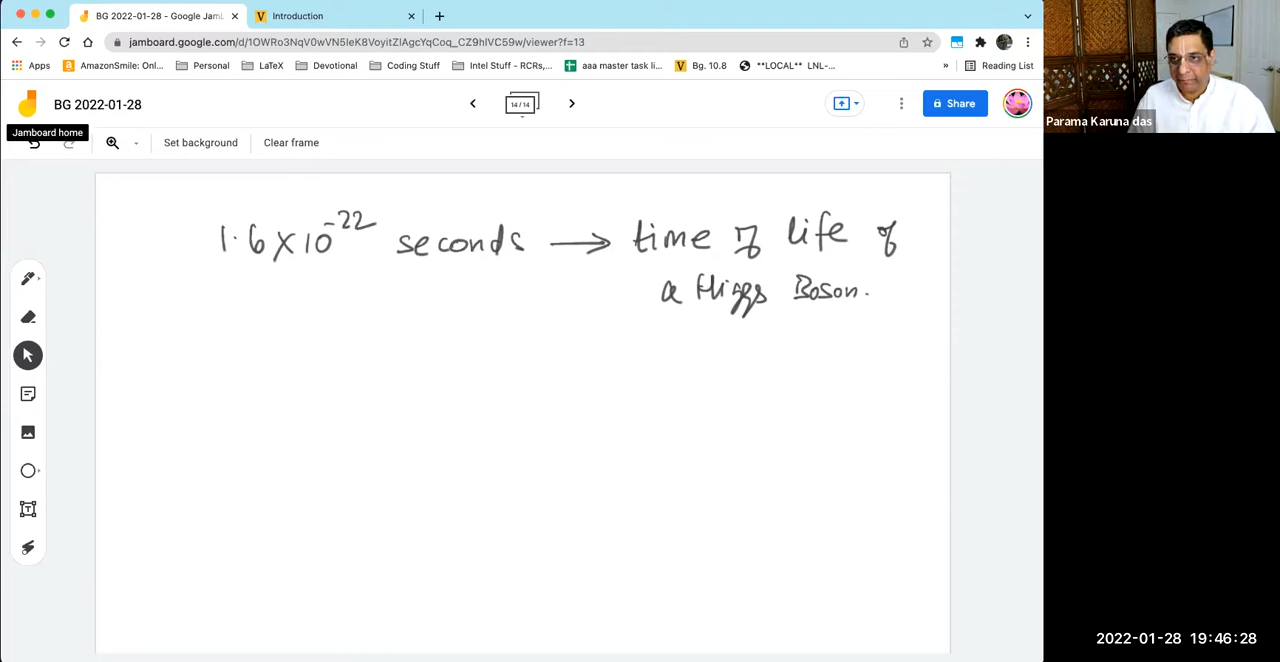 BG 2022-01-28 - Google Jam
Introduction
jamboard.google.com/d/1OWRo3NqV0wVN5IeK8VoyitZIAgcYqCoq_CZ9hIVC59w/viewer?f=13
Apps AmazonSmile: Onl... Personal LaTeX Devotional Coding Stuff Intel Stuff - RCRs,... aaa master task li... Bg. 10.8 **LOCAL** LNL-... » Reading List
BG 2022-01-28
14 / 14
Share
Jamboard home
Set background Clear frame
Parama Karuna das
1.6 X 10⁻²² seconds → time of life of
a Higgs Boson.
2022-01-28 19:46:28